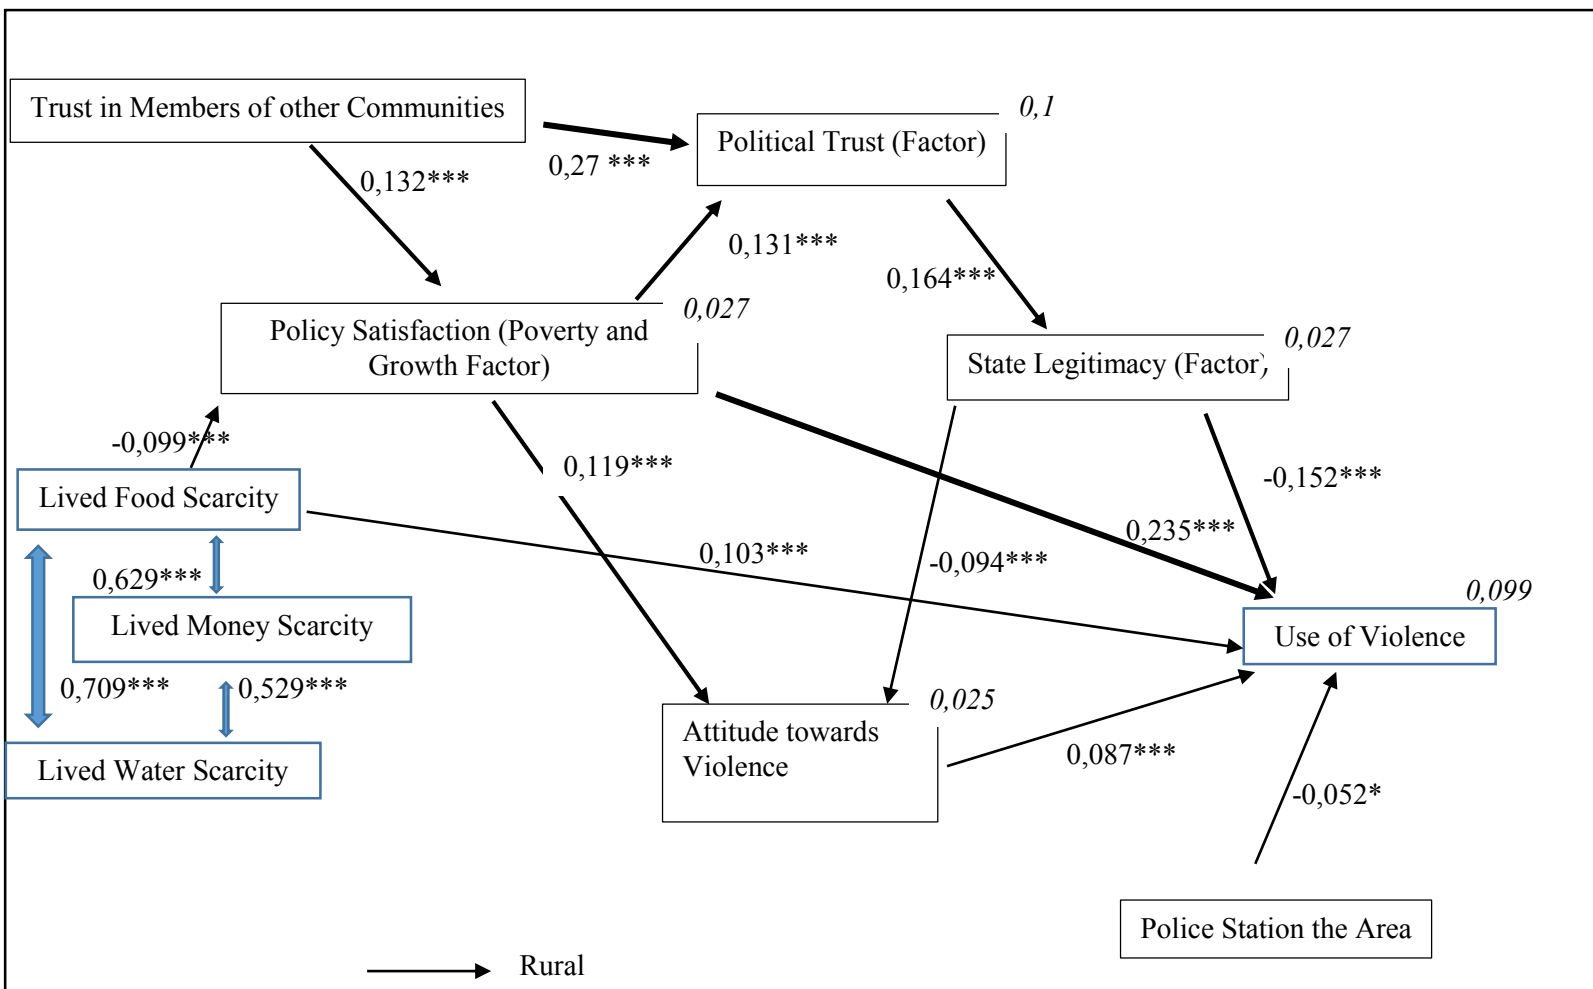 Trust in Members of other Communities
0,1
Political Trust (Factor)
0,27 ***
0,132***
0,131***
0,164***
0,027
Policy Satisfaction (Poverty and
Growth Factor)
0,027
State Legitimacy (Factor)
-0,099***
0,119***
-0,152***
Lived Food Scarcity
0,235***
0,103***
-0,094***
0,629***
0,099
Lived Money Scarcity
Use of Violence
0,709***
0,529***
0,025
Attitude towards
Violence
0,087***
Lived Water Scarcity
-0,052*
Police Station the Area
Rural